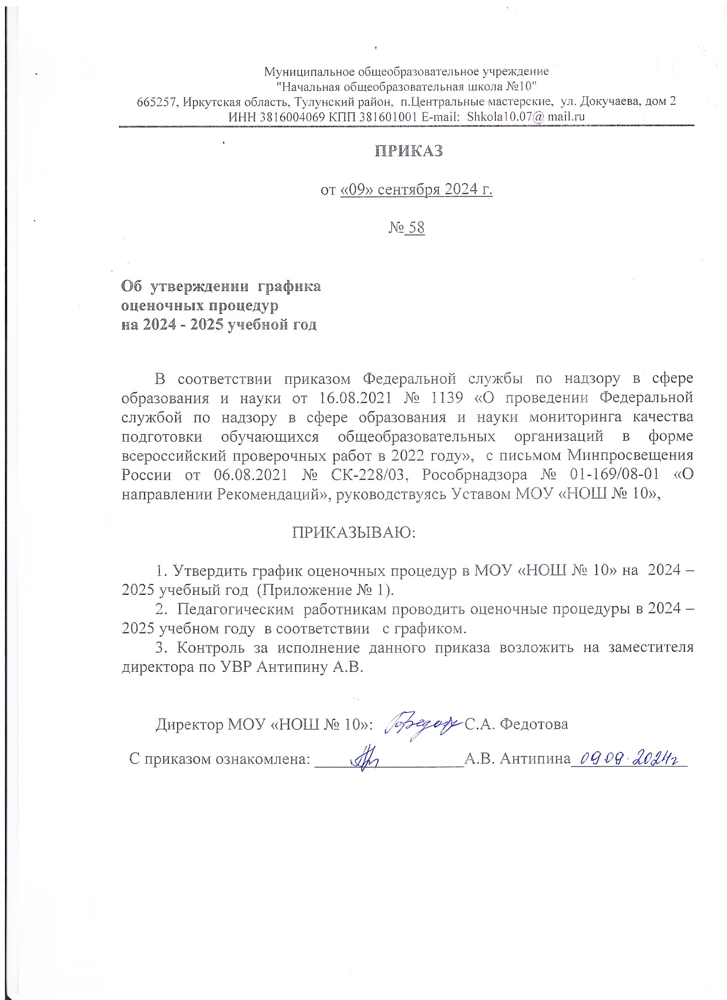 Муниципальное общеобразовательное учреждение
"Начальная общеобразовательная школа №10"
665257, Иркутская область, Тулунский район, п.Центральные мастерские, ул. Докучаева, дом 2
ИНН 3816004069 КПП 381601001 E-mail: Shkola10.07@ mail.ru
ПРИКАЗ
от «09» сентября 2024 г.
№ 58
Об утверждении графика
оценочных процедур
на 2024 - 2025 учебной год
В соответствии приказом Федеральной службы по надзору в сфере
образования и науки от 16.08.2021 № 1139 «О проведении Федеральной
службой по надзору в сфере образования и науки мониторинга качества
подготовки обучающихся общеобразовательных организаций в форме
всероссийский проверочных работ в 2022 году», с письмом Минпросвещения
России от 06.08.2021 № СК-228/03, Рособрнадзора № 01-169/08-01 «О
направлении Рекомендаций», руководствуясь Уставом МОУ «НОШ № 10»,
ПРИКАЗЫВАЮ:
1. Утвердить график оценочных процедур в МОУ «НОШ № 10» на 2024 –
2025 учебный год (Приложение № 1).
2. Педагогическим работникам проводить оценочные процедуры в 2024 –
2025 учебном году в соответствии с графиком.
3. Контроль за исполнение данного приказа возложить на заместителя
директора по УВР Антипину А.В.
Директор МОУ «НОШ № 10»: С.А. Федотова
С приказом ознакомлена: А.В. Антипина 09.09.2024г